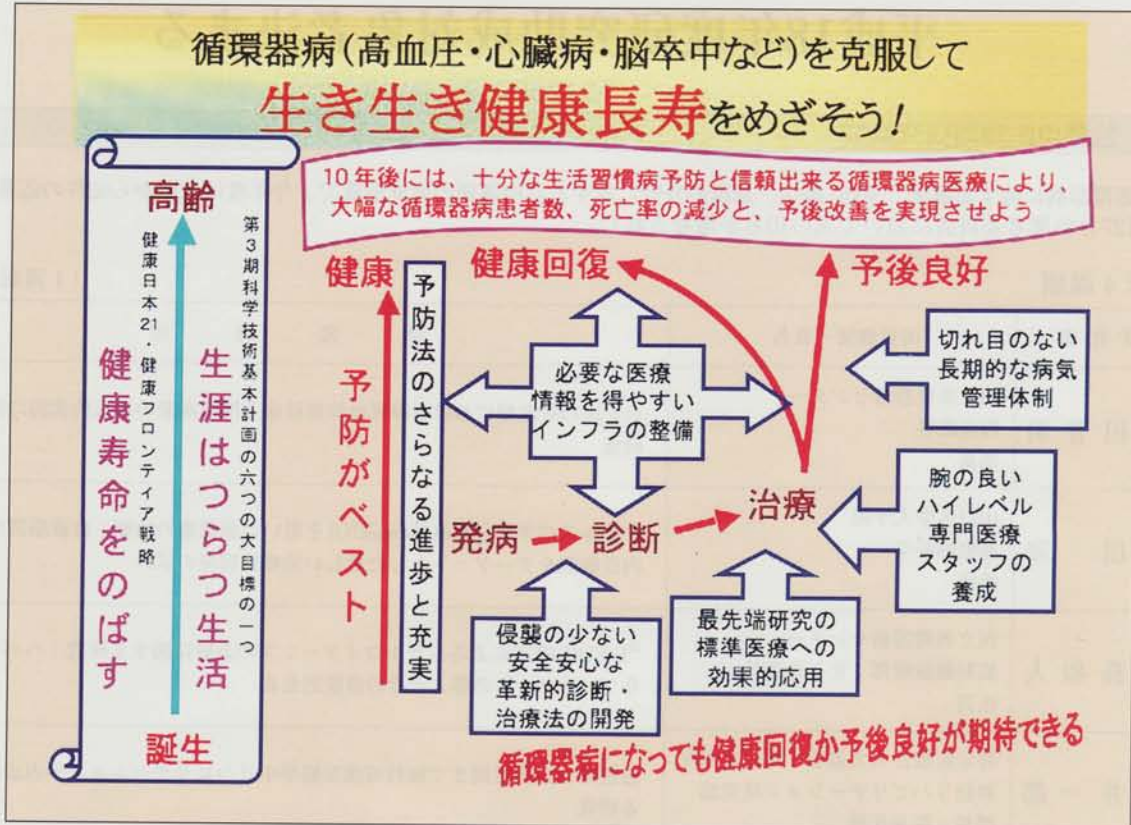 循環器病(高血圧・心臓病・脳卒中など)を克服して
生き生き健康長寿をめざそう!
10年後には、十分な生活習慣病予防と信頼出来る循環器病医療により、
大幅な循環器病患者数、死亡率の減少と、予後改善を実現させよう
高齢
第3期科学技術基本計画の六つの大目標の一つ
生涯はつらつ生活
健康日本21・健康フロンティア戦略
健康寿命をのばす
誕生
健康
予防がベスト
予防法のさらなる進歩と充実
健康回復
予後良好
必要な医療
情報を得やすい
インフラの整備
切れ目のない
長期的な病気
管理体制
発病
診断
治療
腕の良い
ハイレベル
専門医療
スタッフの
養成
侵襲の少ない
安全安心な
革新的診断・
治療法の開発
最先端研究の
標準医療への
効果的応用
循環器病になっても健康回復か予後良好が期待できる